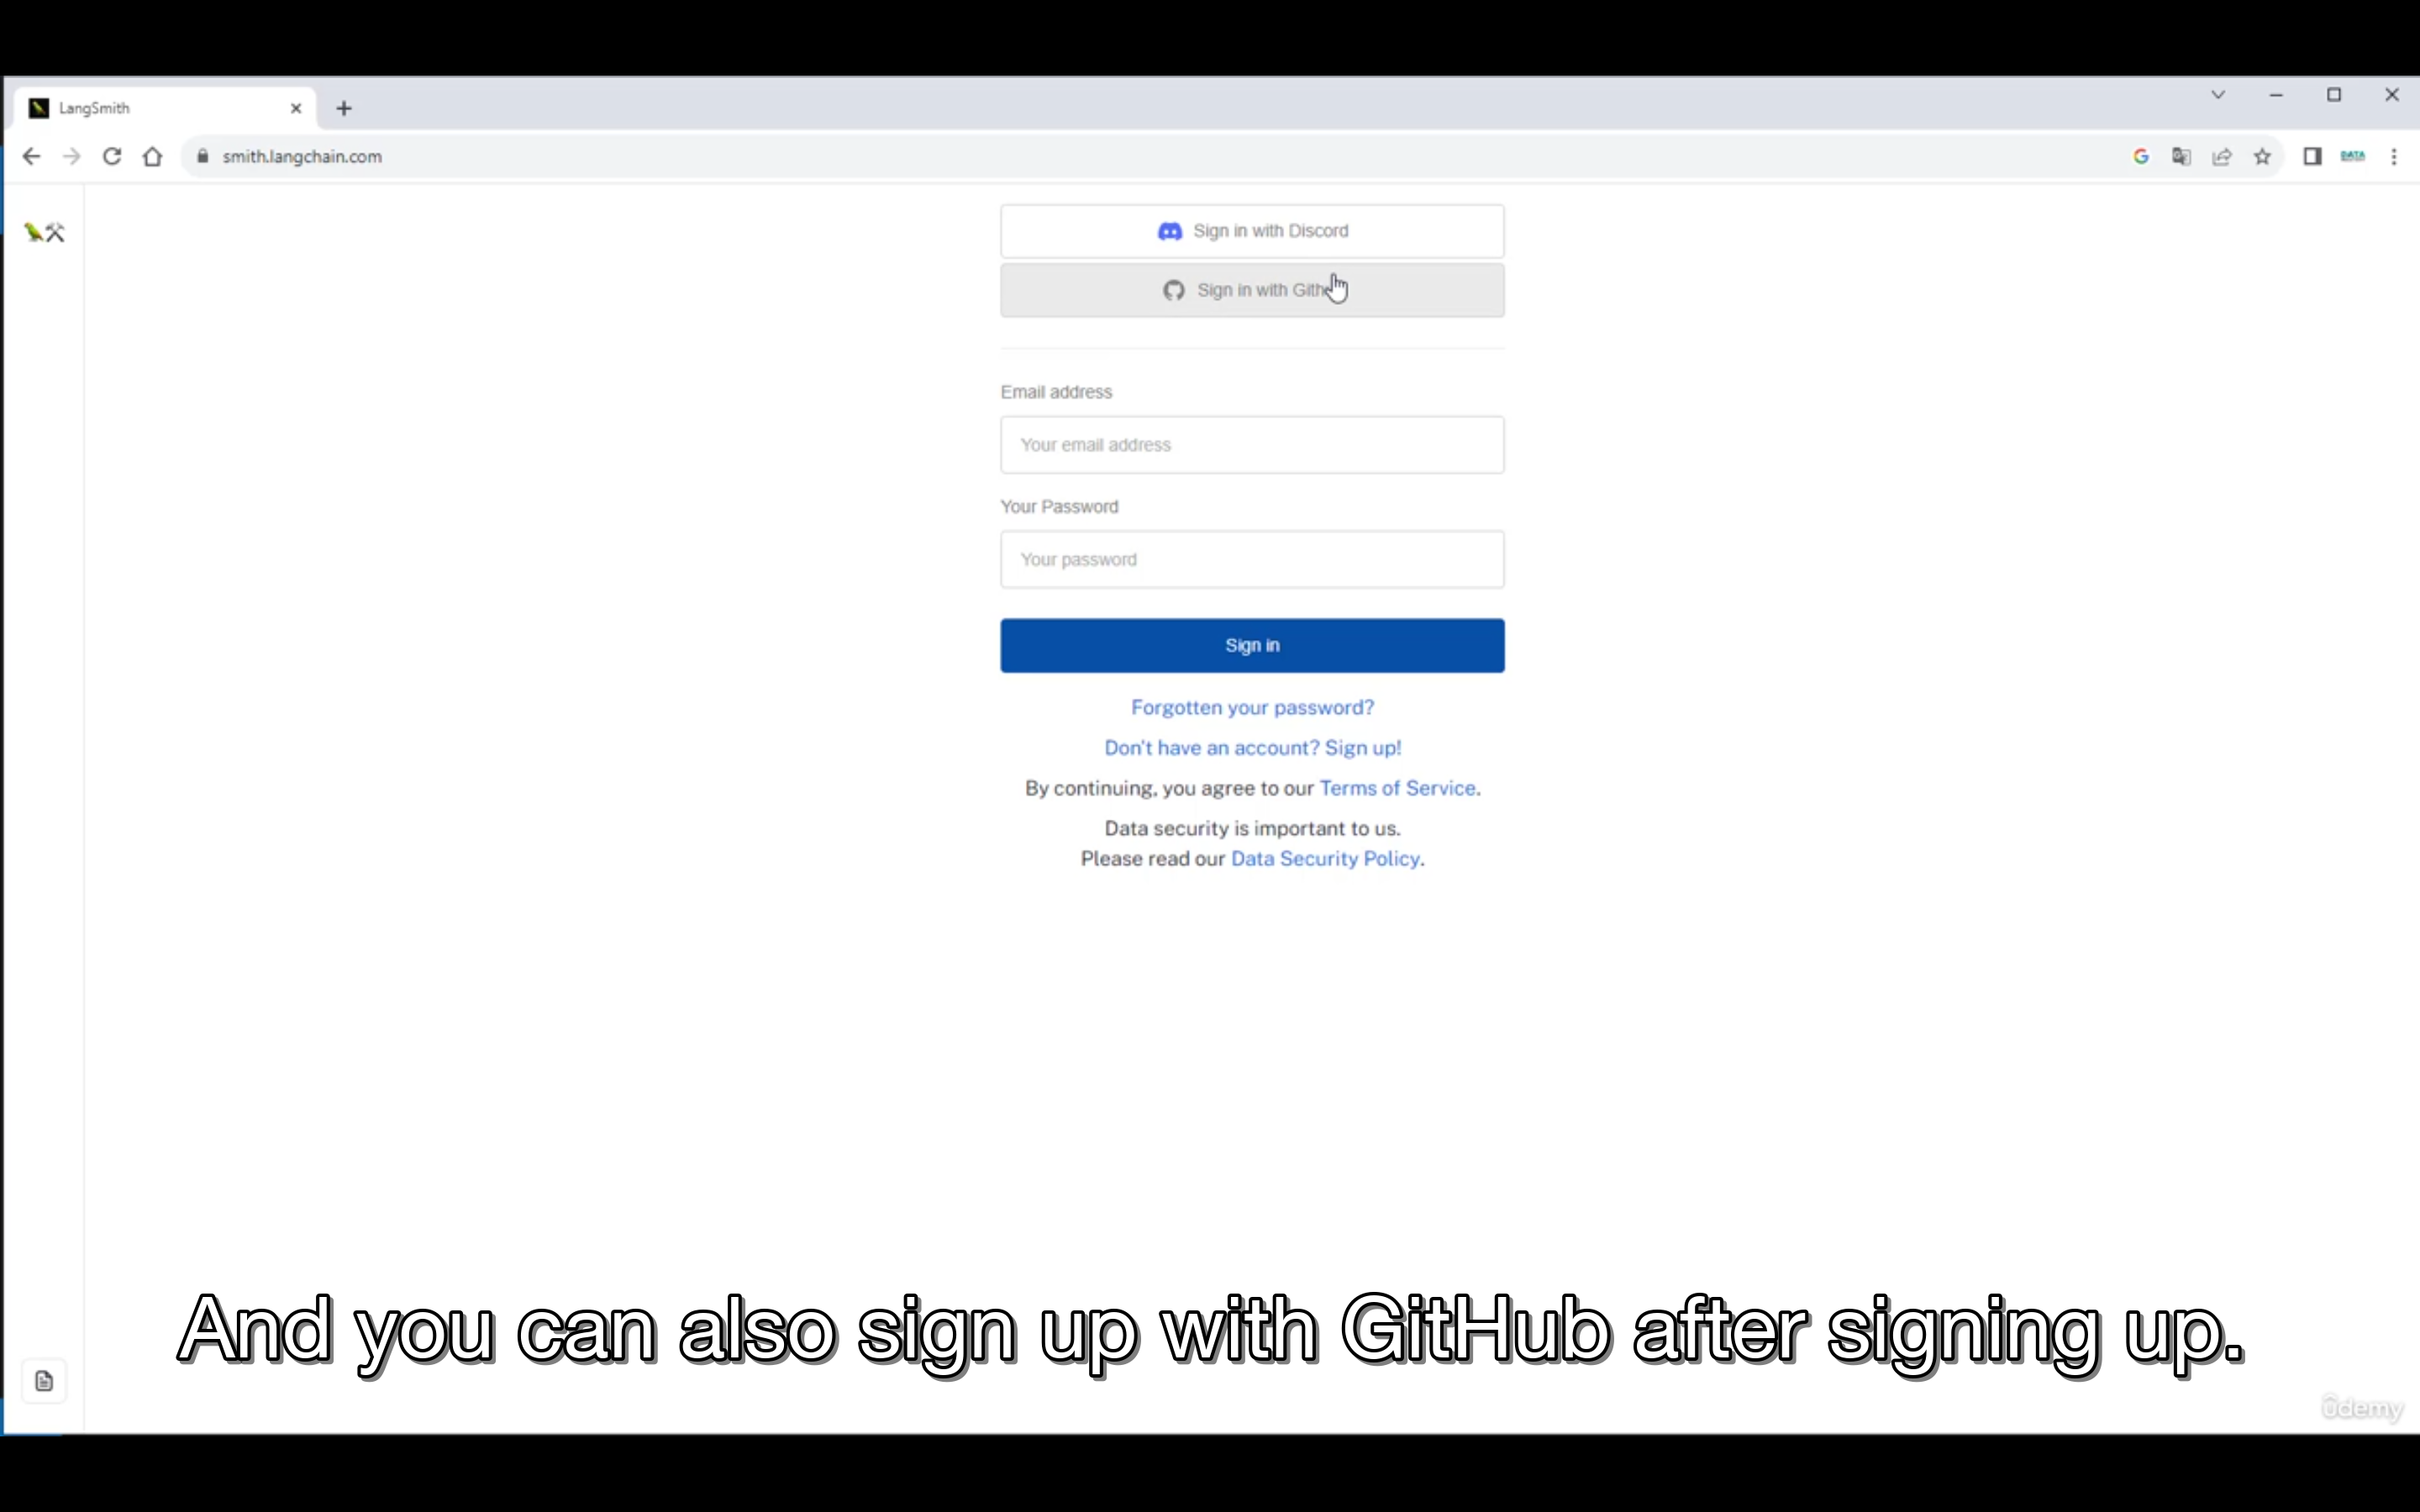 LangSmith
smith.langchain.com
DATA
Sign in with Discord
Sign in with Gith
Email address
Your email address
Your Password
Your password
Sign in
Forgotten your password?
Don't have an account? Sign up!
By continuing, you agree to our Terms of Service.
Data security is important to us.
Please read our Data Security Policy.
And you can also sign up with GitHub after signing up.
ûdemy